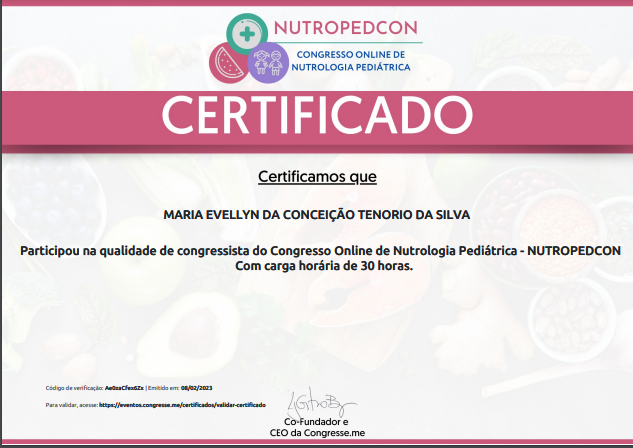 NUTROPEDCON
CONGRESSO ONLINE DE
NUTROLOGIA PEDIÁTRICA
CERTIFICADO
Certificamos que
MARIA EVELLYN DA CONCEIÇÃO TENORIO DA SILVA
Participou na qualidade de congressista do Congresso Online de Nutrologia Pediátrica - NUTROPEDCON
Com carga horária de 30 horas.
Código de verificação: Ae0zaCfex6Zx | Emitido em: 08/02/2023
Para validar, acesse: https://eventos.congresse.me/certificados/validar-certificado
Co-Fundador e
CEO da Congresse.me